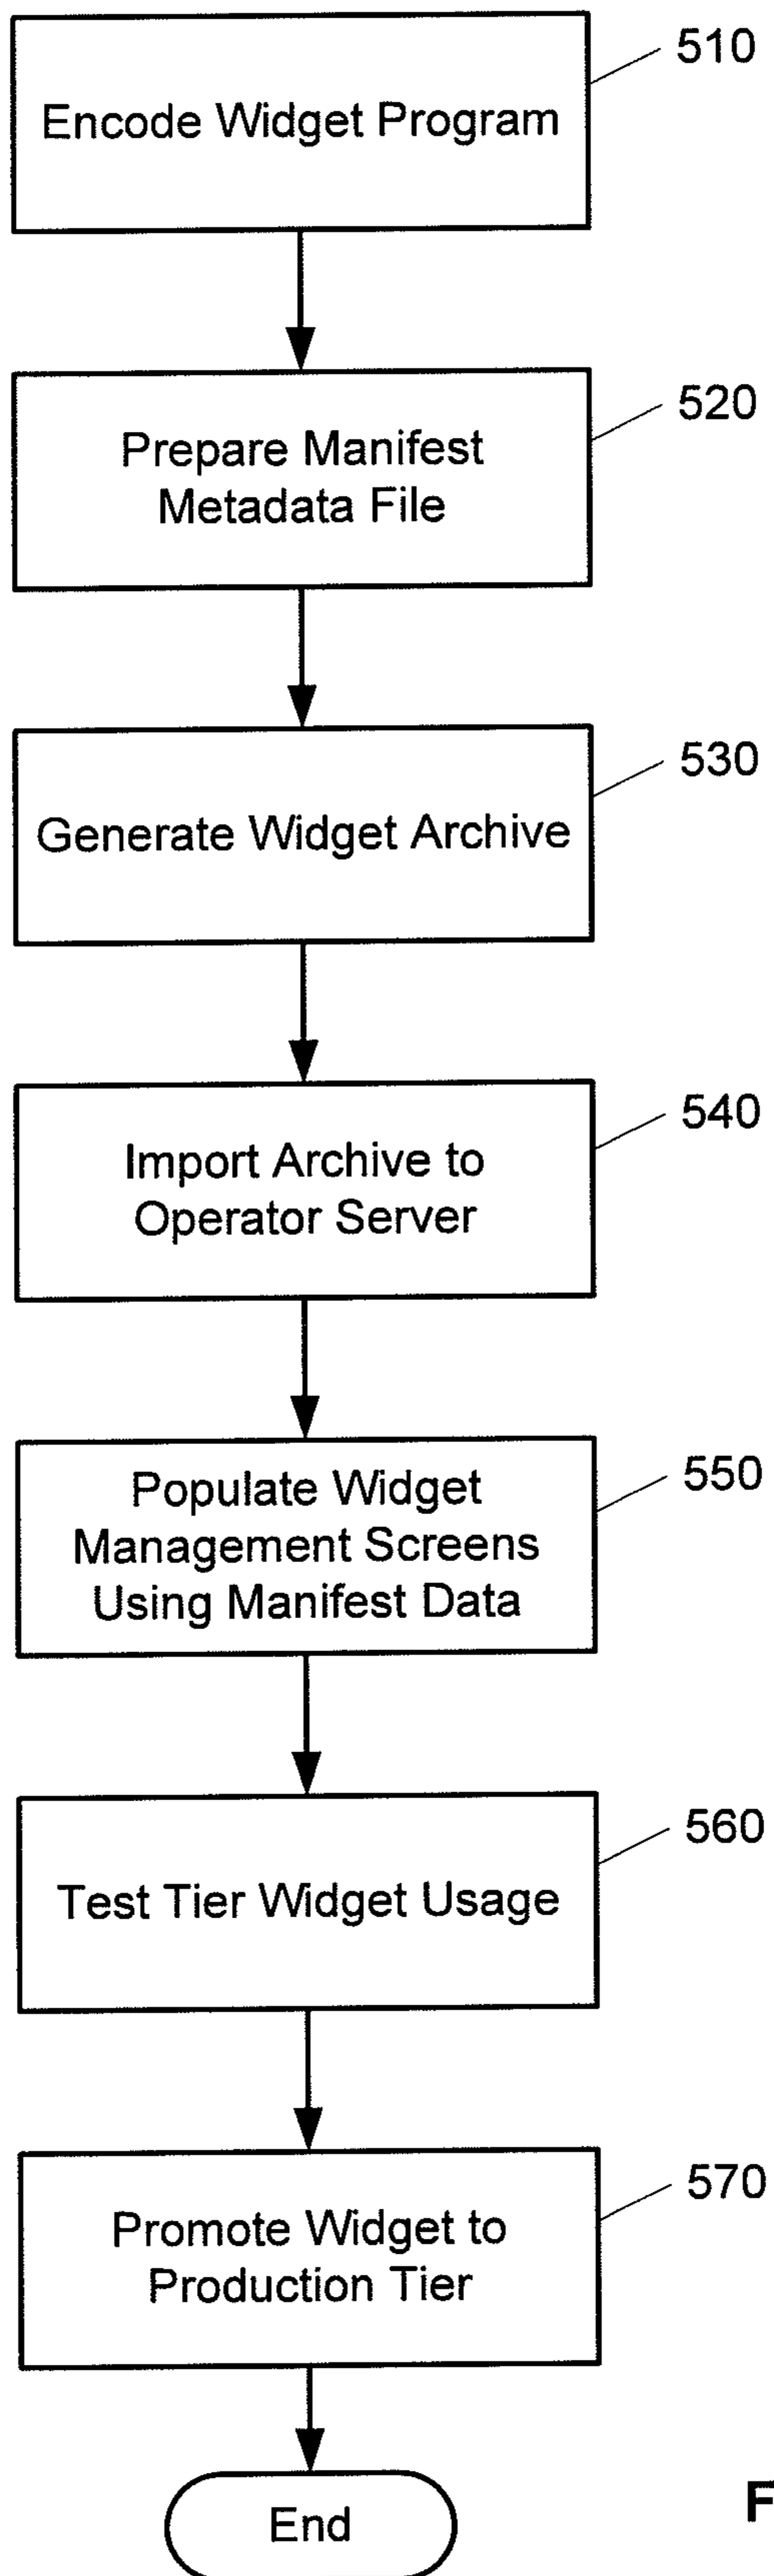 510
Encode Widget Program
520
Prepare Manifest
Metadata File
530
Generate Widget Archive
540
Import Archive to
Operator Server
550
Populate Widget
Management Screens
Using Manifest Data
560
Test Tier Widget Usage
570
Promote Widget to
Production Tier
End
F